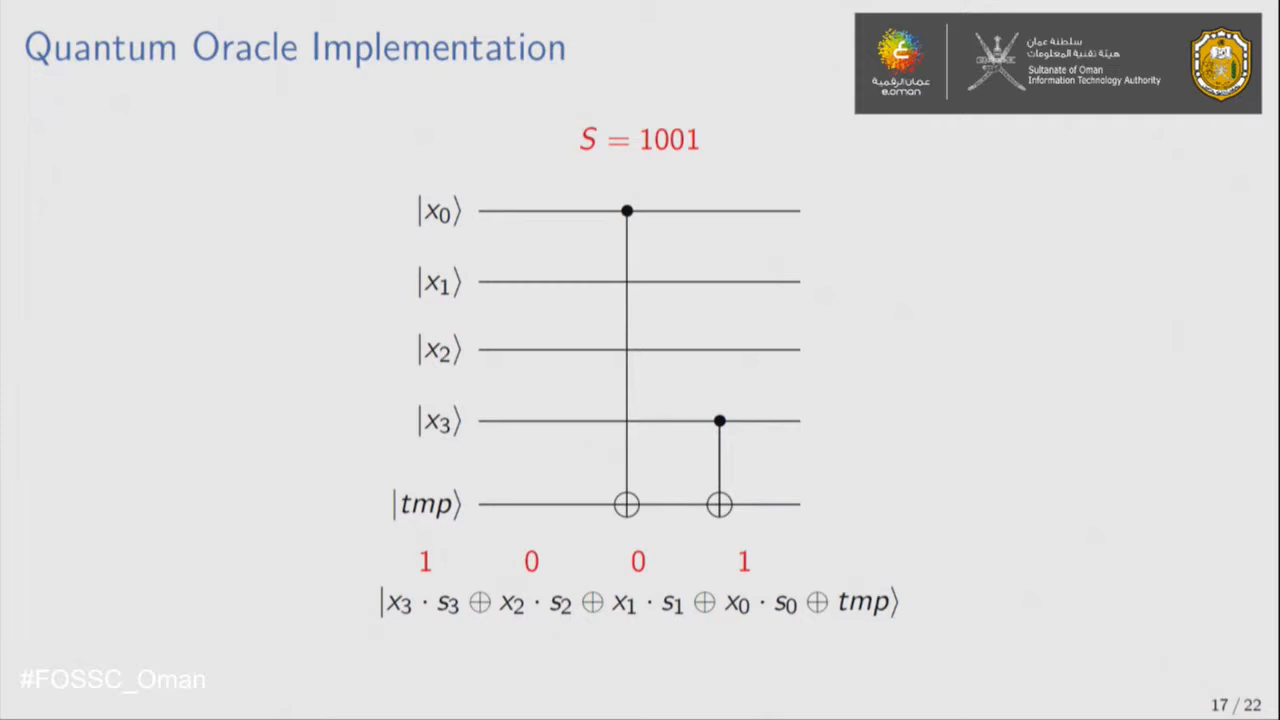 Quantum Oracle Implementation
عمان الرقمية
e.oman
سلطنة عمان
هيئة تقنية المعلومات
Sultanate of Oman
Information Technology Authority
S = 1001
|x₀⟩
|x₁⟩
|x₂⟩
|x₃⟩
|tmp⟩
1 0 0 1
|x₃ · s₃ ⊕ x₂ · s₂ ⊕ x₁ · s₁ ⊕ x₀ · s₀ ⊕ tmp⟩
#FOSSC_Oman
17 / 22